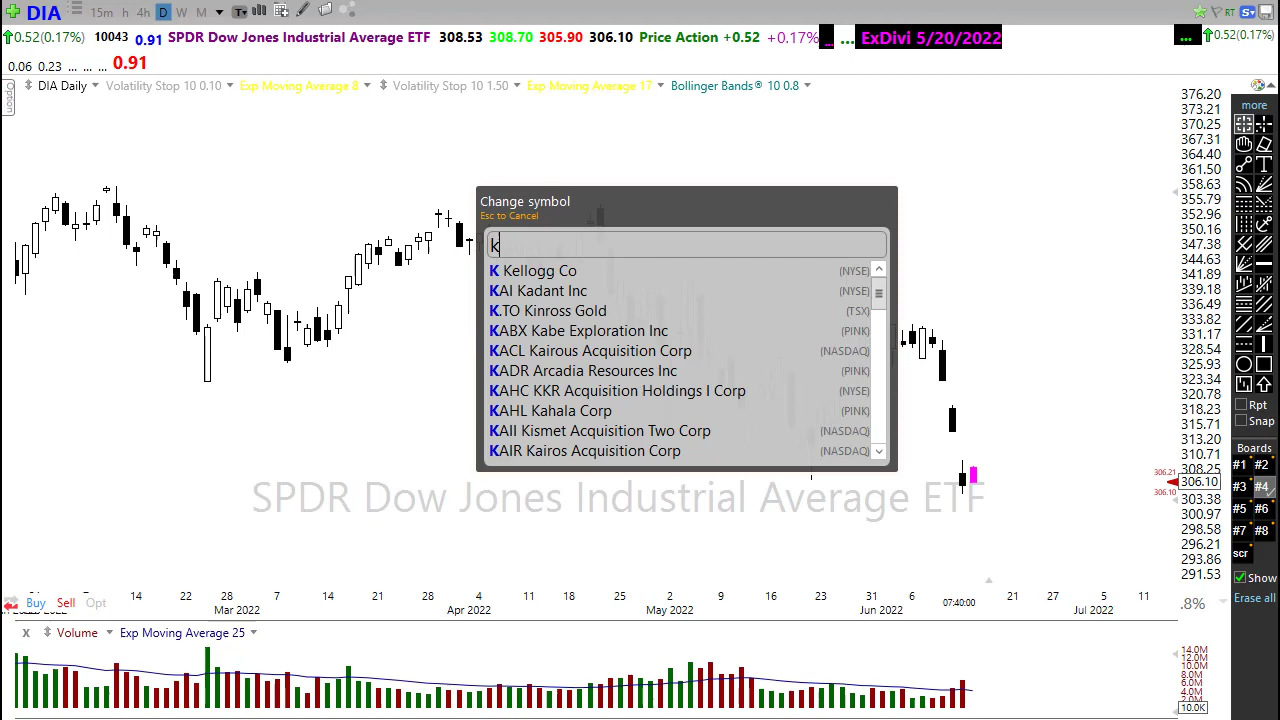 DIA 15m h 4h D W M T S RT
0.52(0.17%) 10043 0.91 SPDR Dow Jones Industrial Average ETF 308.53 308.70 305.90 306.10 Price Action +0.52 +0.17% ... ... ExDivi 5/20/2022 ... 0.52(0.17%)
0.06 0.23 ... ... ... 0.91
Option
DIA Daily Volatility Stop 10 0.10 Exp Moving Average 8 Volatility Stop 10 1.50 Exp Moving Average 17 Bollinger Bands® 10 0.8
376.20
373.21
370.25
367.31
364.40
361.50
358.63
355.79
352.96
350.16
347.38
344.63
341.89
339.18
336.49
333.82
331.17
328.54
325.93
323.34
320.78
318.23
315.71
313.20
310.71
308.25
306.21
306.10
306.10
303.38
300.97
298.58
296.21
293.86
291.53
Change symbol
Esc to Cancel
K
K Kellogg Co (NYSE)
KAI Kadant Inc (NYSE)
K.TO Kinross Gold (TSX)
KABX Kabe Exploration Inc (PINK)
KACL Kairous Acquisition Corp (NASDAQ)
KADR Arcadia Resources Inc (PINK)
KAHC KKR Acquisition Holdings I Corp (NYSE)
KAHL Kahala Corp (PINK)
KAII Kismet Acquisition Two Corp (NASDAQ)
KAIR Kairos Acquisition Corp (NASDAQ)
SPDR Dow Jones Industrial Average ETF
more
Rpt
Snap
Boards
#1 #2
#3 #4
#5 #6
#7 #8
scr
Show
Erase all
Buy Sell Opt
14 22 28 7 14 21 28 4 11 18 25 2 9 16 23 31 6 07:40:00 21 27 5 11
Mar 2022 Apr 2022 May 2022 Jun 2022 Jul 2022
.8%
x Volume Exp Moving Average 25
14.0M
12.0M
10.0M
8.0M
6.0M
4.0M
2.0M
10.0K